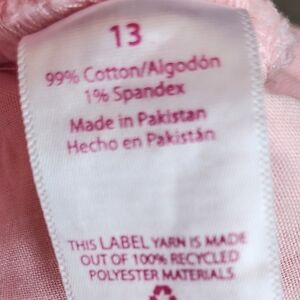 13
99% Cotton/Algodón
1% Spandex
Made in Pakistan
Hecho en Pakistán
THIS LABEL YARN IS MADE
OUT OF 100% RECYCLED
POLYESTER MATERIALS